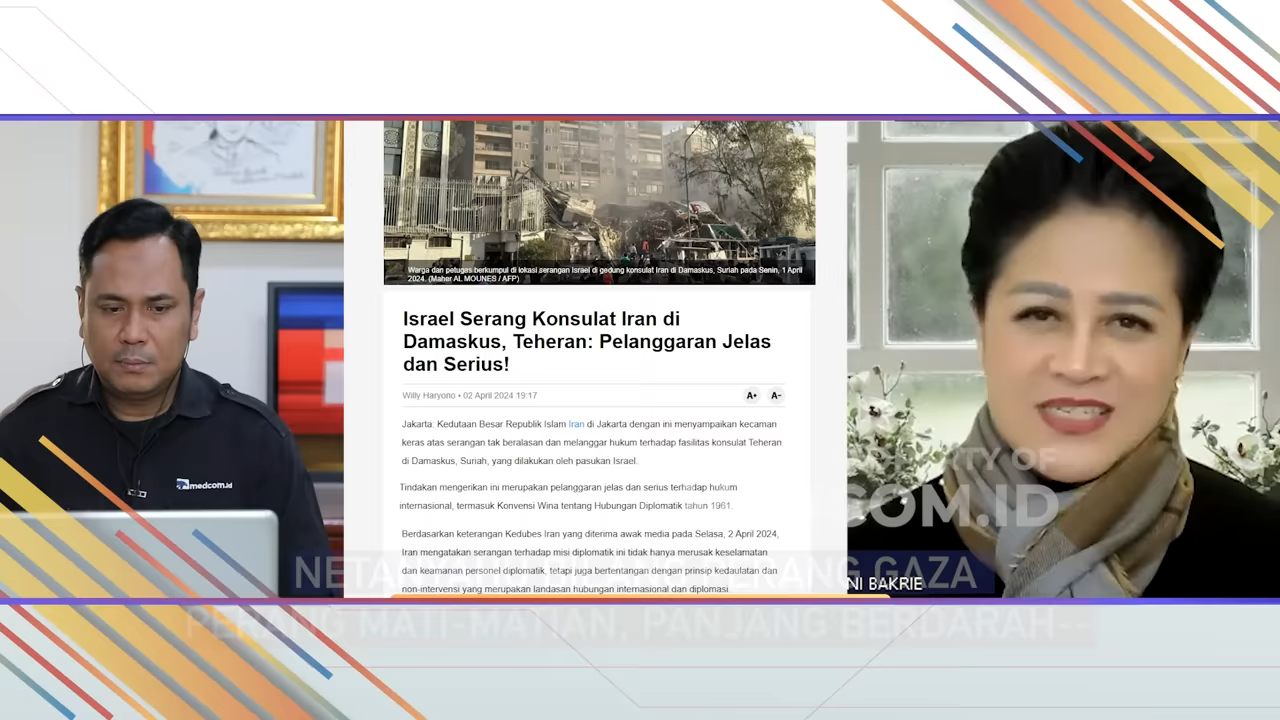 Warga dan petugas berkumpul di lokasi serangan Israel di gedung konsulat Iran di Damaskus, Suriah pada Senin, 1 April
2024. (Maher AL MOUNES / AFP)
Israel Serang Konsulat Iran di
Damaskus, Teheran: Pelanggaran Jelas
dan Serius!
Willy Haryono • 02 April 2024 19:17
A+ A-
Jakarta: Kedutaan Besar Republik Islam Iran di Jakarta dengan ini menyampaikan kecaman
keras atas serangan tak beralasan dan melanggar hukum terhadap fasilitas konsulat Teheran
di Damaskus, Suriah, yang dilakukan oleh pasukan Israel.
Tindakan mengerikan ini merupakan pelanggaran jelas dan serius terhadap hukum
internasional, termasuk Konvensi Wina tentang Hubungan Diplomatik tahun 1961.
Berdasarkan keterangan Kedubes Iran yang diterima awak media pada Selasa, 2 April 2024,
Iran mengatakan serangan terhadap misi diplomatik ini tidak hanya merusak keselamatan
dan keamanan personel diplomatik, tetapi juga bertentangan dengan prinsip kedaulatan dan
non-intervensi yang merupakan landasan hubungan internasional dan diplomasi
medcom.id
COM.ID
NI BAKRIE
GAZA
PERANG MATI-MATIAN, PANJANG BERDARAH--